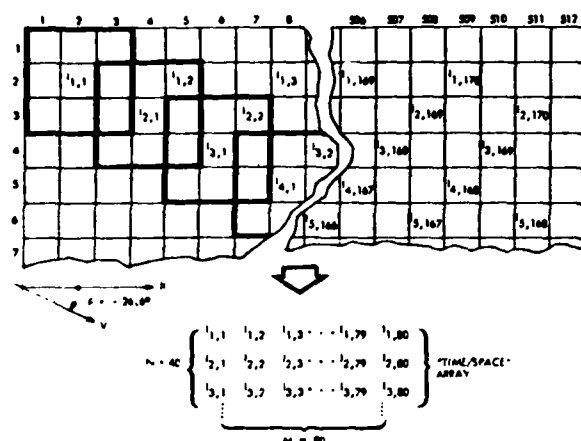 1 2 3 4 5 6 7 8 506 507 508 509 510 511 512
1
2 I1,1 I1,2 I1,3 I1,169 I1,170
3 I2,1 I2,2 I2,169 I2,170
4 I3,1 I3,2 I3,168 I3,169
5 I4,1 I4,167 I4,168
6 I5,166 I5,167 I5,168
7
X
= - 26.6°
V
I1,1 I1,2 I1,3 · · · I1,79 I1,80
N = 40 I2,1 I2,2 I2,3 · · · I2,79 I2,80 "TIME/SPACE"
ARRAY
I3,1 I3,2 I3,3 · · · I3,79 I3,80
M = 80